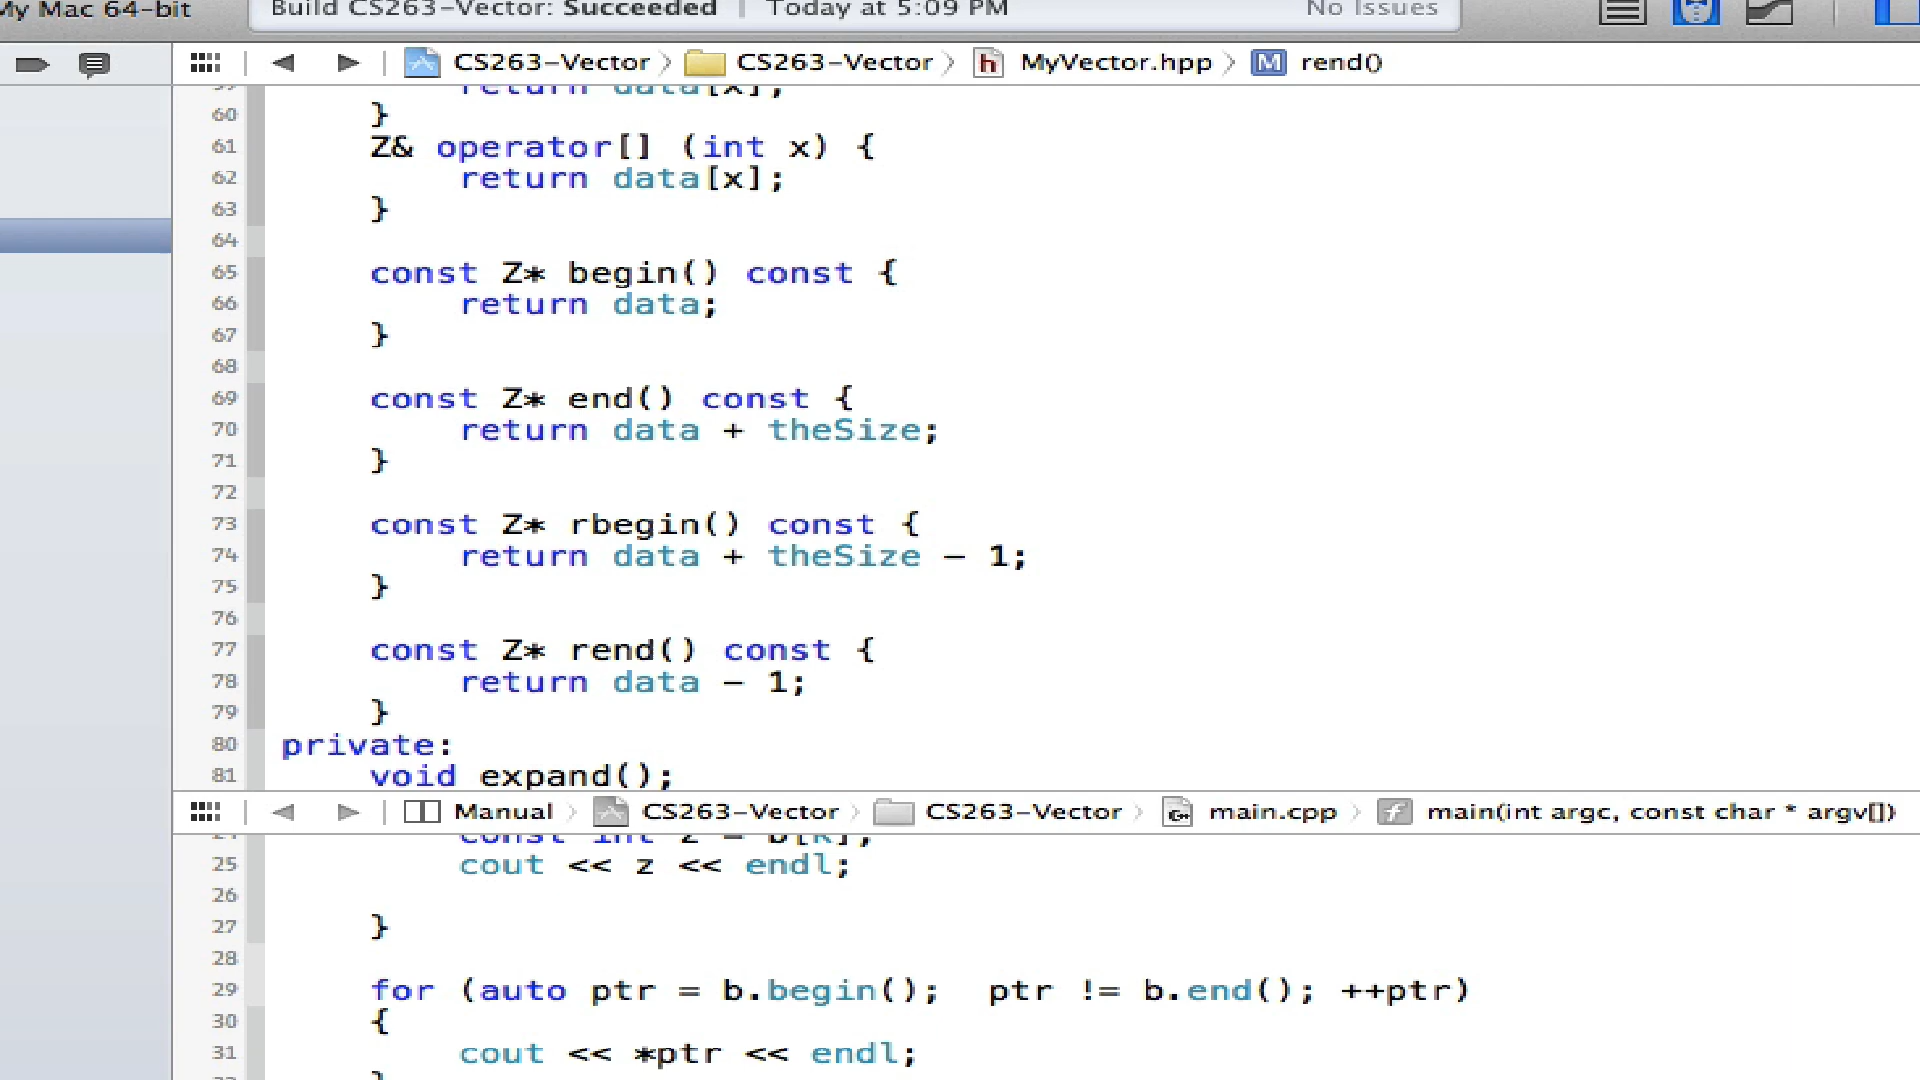 My Mac 64-bit
Build CS263-Vector: Succeeded | Today at 5:09 PM No Issues
CS263-Vector CS263-Vector MyVector.hpp M rend()
return data[x];
60 }
61 Z& operator[] (int x) {
62 return data[x];
63 }
64
65 const Z* begin() const {
66 return data;
67 }
68
69 const Z* end() const {
70 return data + theSize;
71 }
72
73 const Z* rbegin() const {
74 return data + theSize - 1;
75 }
76
77 const Z* rend() const {
78 return data - 1;
79 }
80 private:
81 void expand();
Manual CS263-Vector CS263-Vector main.cpp main(int argc, const char * argv[])
const int z = b[k];
25 cout << z << endl;
26
27 }
28
29 for (auto ptr = b.begin(); ptr != b.end(); ++ptr)
30 {
31 cout << *ptr << endl;